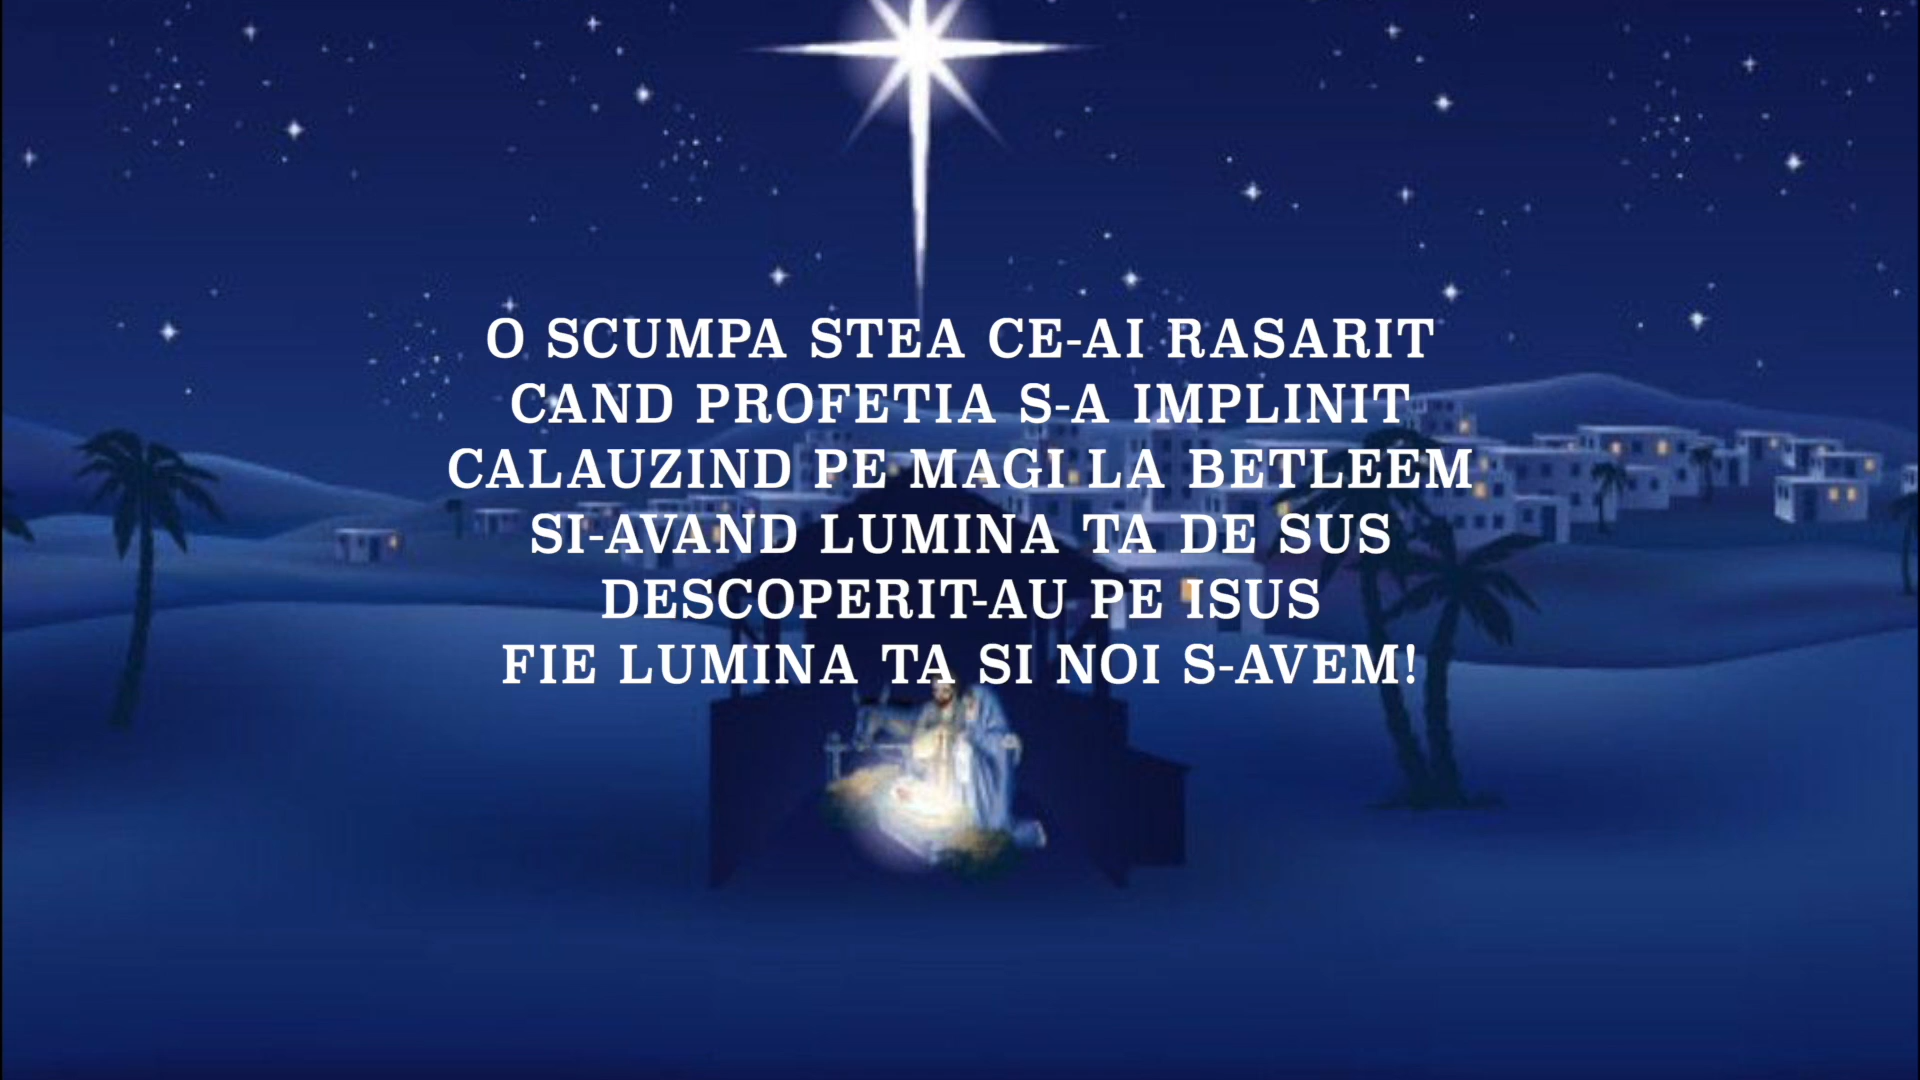 O SCUMPA STEA CE-AI RASARIT
CAND PROFETIA S-A IMPLINIT
CALAUZIND PE MAGI LA BETLEEM
SI-AVAND LUMINA TA DE SUS
DESCOPERIT-AU PE ISUS
FIE LUMINA TA SI NOI S-AVEM!